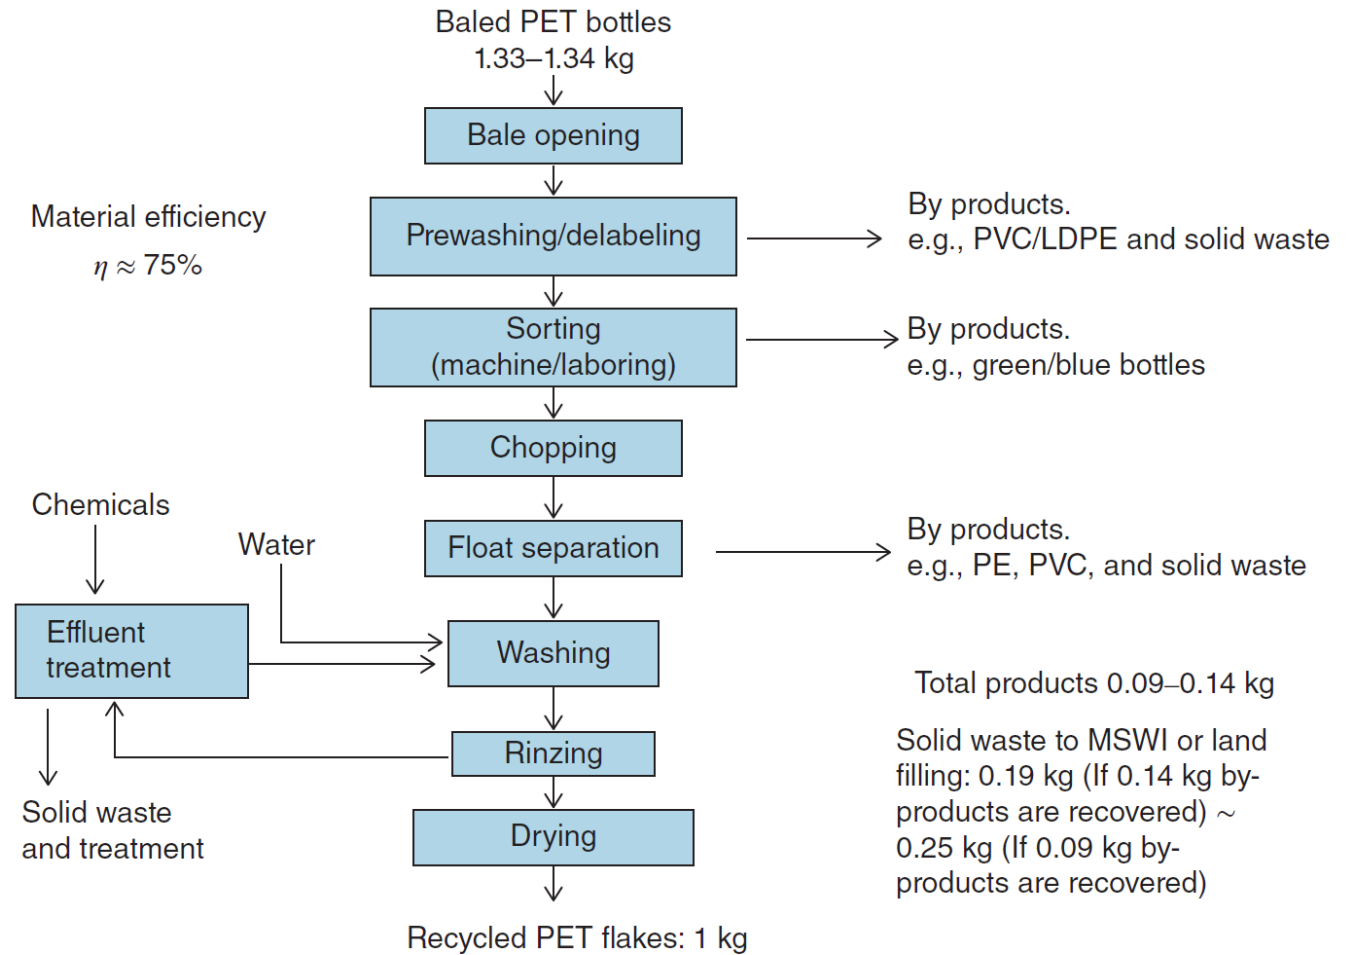 Baled PET bottles
1.33–1.34 kg
Bale opening
Material efficiency
η ≈ 75%
Prewashing/delabeling
By products.
e.g., PVC/LDPE and solid waste
Sorting
(machine/laboring)
By products.
e.g., green/blue bottles
Chopping
Chemicals
Water
Float separation
By products.
e.g., PE, PVC, and solid waste
Effluent
treatment
Washing
Total products 0.09–0.14 kg
Rinzing
Solid waste to MSWI or land
filling: 0.19 kg (If 0.14 kg by-
products are recovered) ~
0.25 kg (If 0.09 kg by-
products are recovered)
Solid waste
and treatment
Drying
Recycled PET flakes: 1 kg